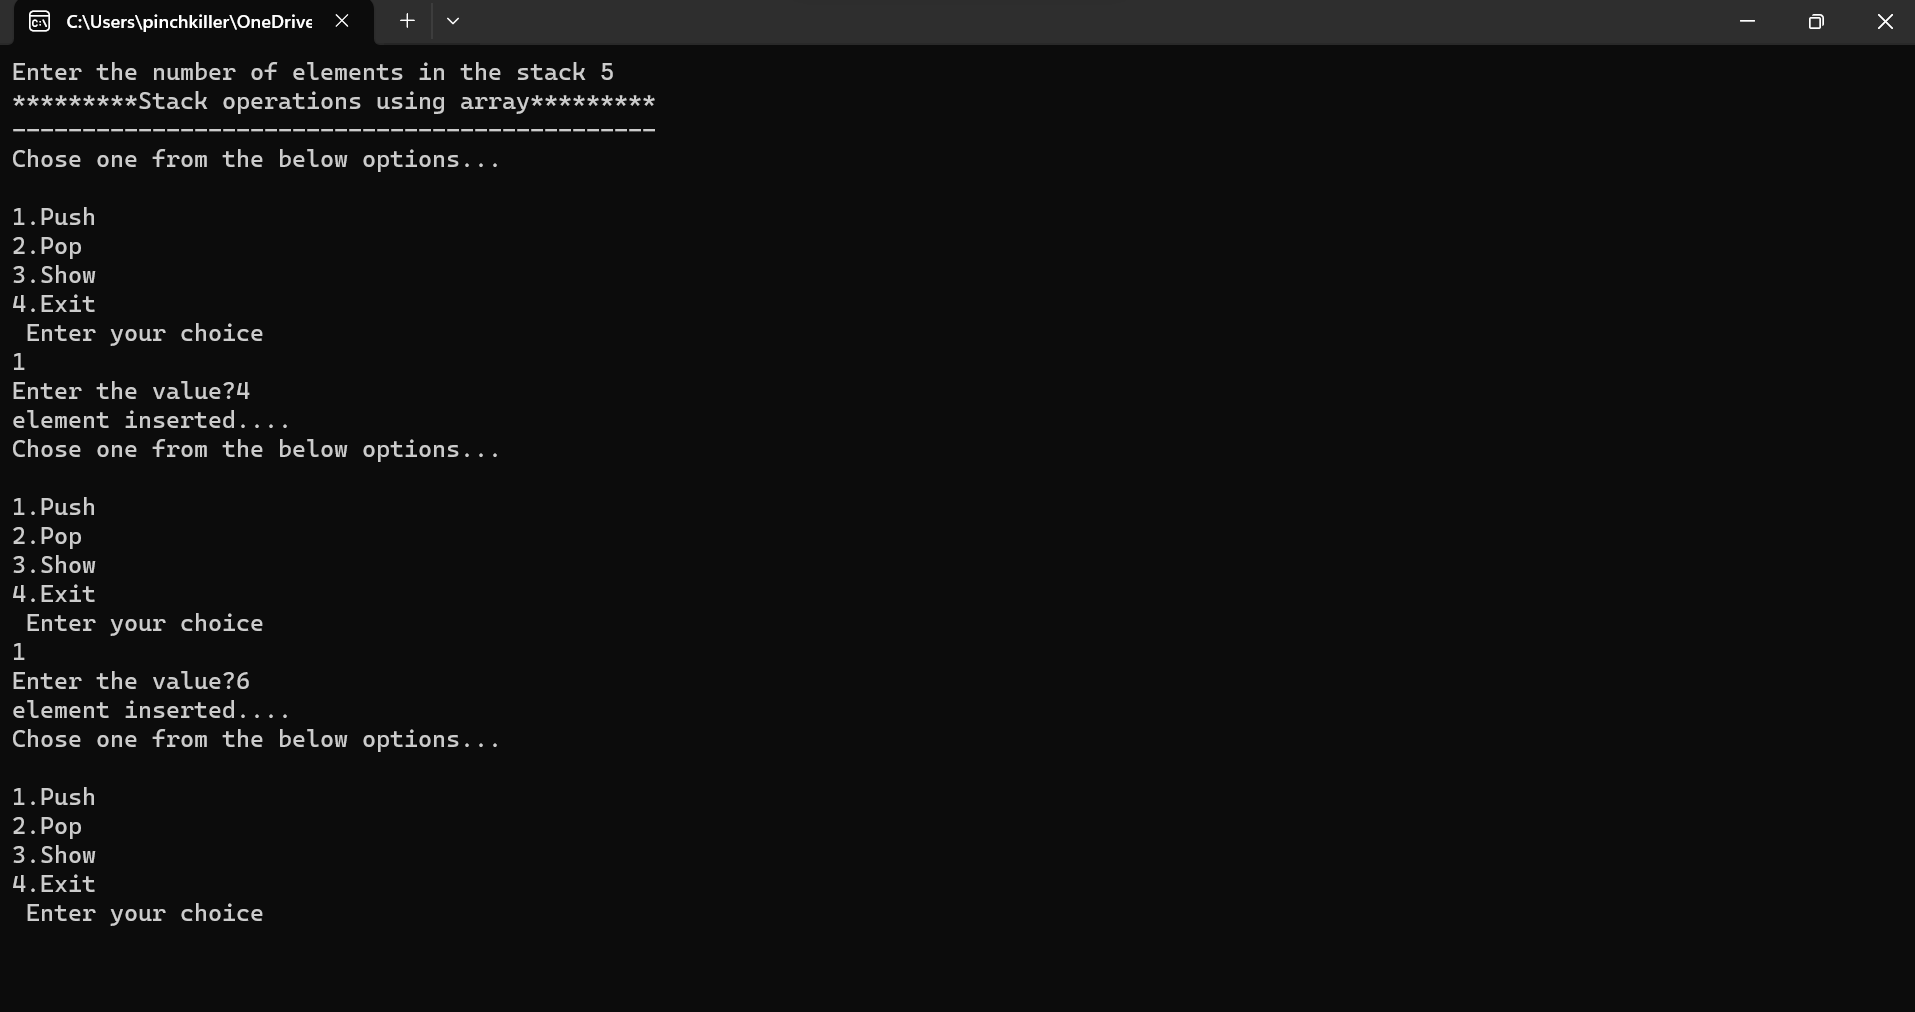 C:\Users\pinchkiller\OneDrive
Enter the number of elements in the stack 5
*********Stack operations using array*********
----------------------------------------------
Chose one from the below options...
1.Push
2.Pop
3.Show
4.Exit
 Enter your choice
1
Enter the value?4
element inserted....
Chose one from the below options...
1.Push
2.Pop
3.Show
4.Exit
 Enter your choice
1
Enter the value?6
element inserted....
Chose one from the below options...
1.Push
2.Pop
3.Show
4.Exit
 Enter your choice